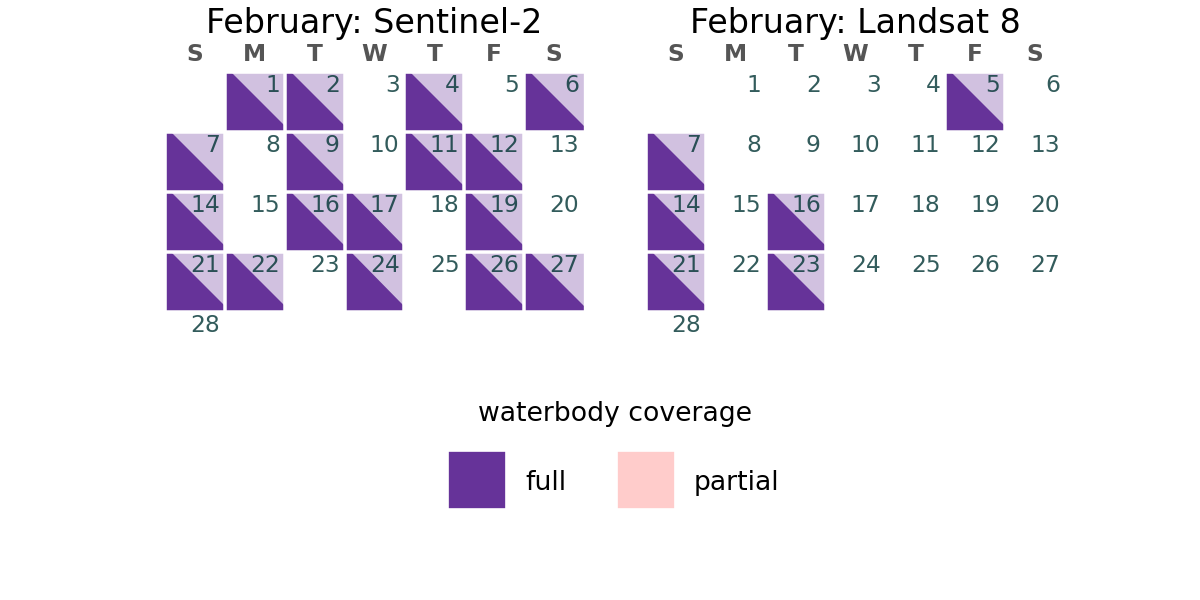 February: Sentinel-2
S M T W T F S
1 2 3 4 5 6
7 8 9 10 11 12 13
14 15 16 17 18 19 20
21 22 23 24 25 26 27
28
February: Landsat 8
S M T W T F S
1 2 3 4 5 6
7 8 9 10 11 12 13
14 15 16 17 18 19 20
21 22 23 24 25 26 27
28
waterbody coverage
full
partial